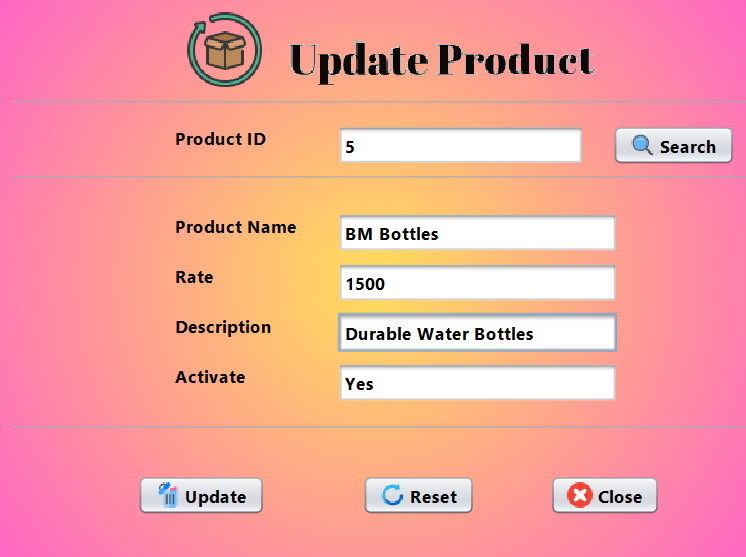 Update Product
Product ID 5 Search
Product Name BM Bottles
Rate 1500
Description Durable Water Bottles
Activate Yes
Update Reset Close